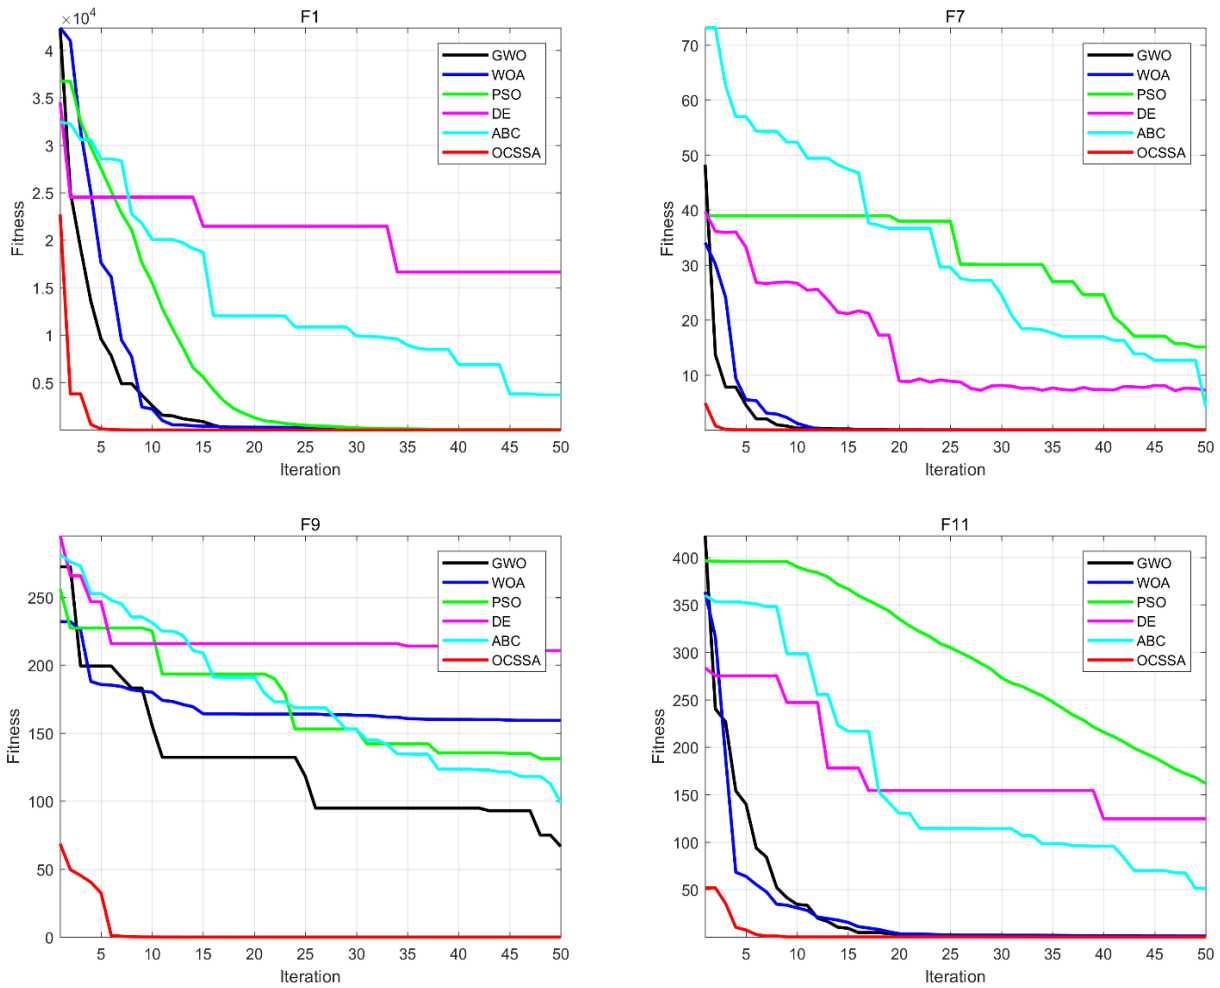 F1
×10⁴
4
3.5
3
2.5
2
1.5
1
0.5
5 10 15 20 25 30 35 40 45 50
Fitness
Iteration
GWO
WOA
PSO
DE
ABC
OCSSA
F7
70
60
50
40
30
20
10
5 10 15 20 25 30 35 40 45 50
Fitness
Iteration
GWO
WOA
PSO
DE
ABC
OCSSA
F9
250
200
150
100
50
0
5 10 15 20 25 30 35 40 45 50
Fitness
Iteration
GWO
WOA
PSO
DE
ABC
OCSSA
F11
400
350
300
250
200
150
100
50
5 10 15 20 25 30 35 40 45 50
Fitness
Iteration
GWO
WOA
PSO
DE
ABC
OCSSA